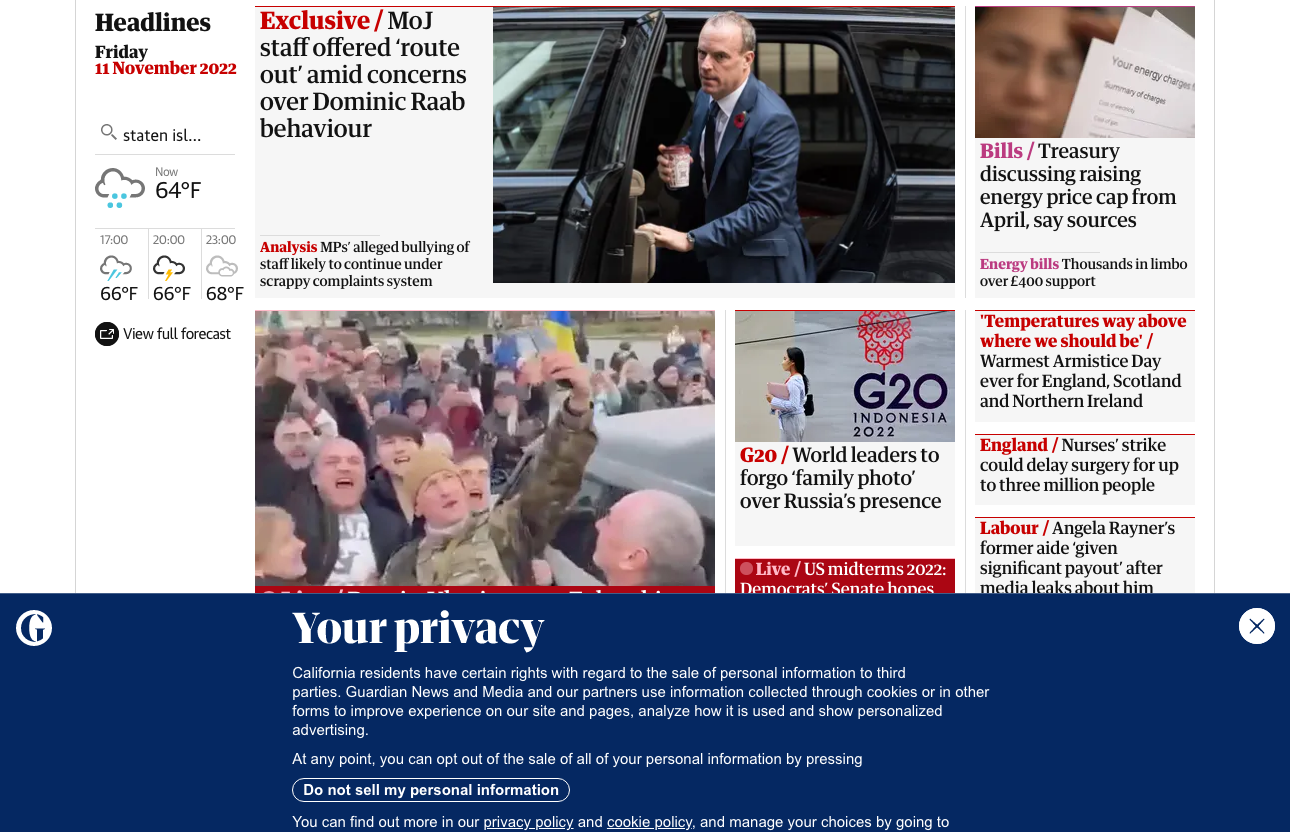 Headlines
Friday
11 November 2022
staten isl...
Now
64°F
17:00
66°F
20:00
66°F
23:00
68°F
View full forecast
Exclusive / MoJ
staff offered ‘route
out’ amid concerns
over Dominic Raab
behaviour
Analysis MPs’ alleged bullying of
staff likely to continue under
scrappy complaints system
Your energy charges
Summary of charges
Cost of electricity
Cost of gas
Bills / Treasury
discussing raising
energy price cap from
April, say sources
Energy bills Thousands in limbo
over £400 support
G20
INDONESIA
2022
G20 / World leaders to
forgo ‘family photo’
over Russia’s presence
Live / US midterms 2022:
Democrats’ Senate hopes
'Temperatures way above
where we should be' /
Warmest Armistice Day
ever for England, Scotland
and Northern Ireland
England / Nurses’ strike
could delay surgery for up
to three million people
Labour / Angela Rayner’s
former aide ‘given
significant payout’ after
media leaks about him
Your privacy
California residents have certain rights with regard to the sale of personal information to third
parties. Guardian News and Media and our partners use information collected through cookies or in other
forms to improve experience on our site and pages, analyze how it is used and show personalized
advertising.
At any point, you can opt out of the sale of all of your personal information by pressing
Do not sell my personal information
You can find out more in our privacy policy and cookie policy, and manage your choices by going to